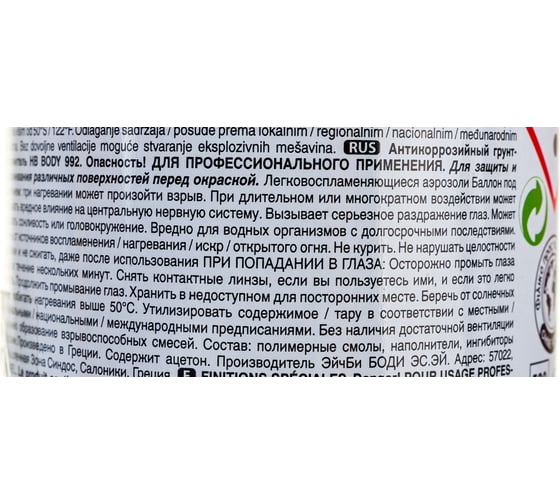 od 50°S / 122°F. Odlaganje sadržaja / posude prema lokalnim / regionalnim / nacionalnim / međunarodnim
Bez dovoljne ventilacije moguće stvaranje eksplozivnih mešavina. RUS Антикоррозийный грунт-
HB BODY 992. Опасность! ДЛЯ ПРОФЕССИОНАЛЬНОГО ПРИМЕНЕНИЯ. Для защиты и
различных поверхностей перед окраской. Легковоспламеняющиеся аэрозоли Баллон под
при нагревании может произойти взрыв. При длительном или многократном воздействии может
вредное влияние на центральную нервную систему. Вызывает серьезное раздражение глаз. Может
сонливость или головокружение. Вредно для водных организмов с долгосрочными последствиями.
источников воспламенения / нагревания / искр / открытого огня. Не курить. Не нарушать целостности
и не сжигать, даже после использования ПРИ ПОПАДАНИИ В ГЛАЗА: Осторожно промыть глаза
течение нескольких минут. Снять контактные линзы, если вы пользуетесь ими, и если это легко
Продолжить промывание глаз. Хранить в недоступном для посторонних месте. Беречь от солнечных
нагревания выше 50°С. Утилизировать содержимое / тару в соответствии с местными /
/ национальными / международными предписаниями. Без наличия достаточной вентиляции
образование взрывоопасных смесей. Состав: полимерные смолы, наполнители, ингибиторы
Произведено в Греции. Содержит ацетон. Производитель ЭйчБи БОДИ ЭС.ЭЙ. Адрес: 57022,
Зона Синдос, Салоники, Греция. F FINITIONS SPÉCIALES. Danger! POUR USAGE PROFES-